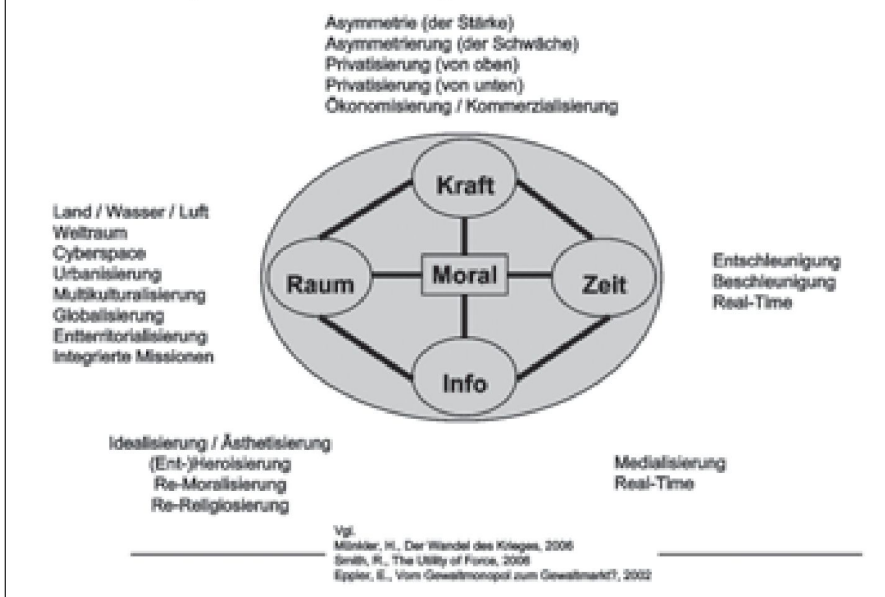 Asymmetrie (der Stärke)
Asymmetrierung (der Schwäche)
Privatisierung (von oben)
Privatisierung (von unten)
Ökonomisierung / Kommerzialisierung
Kraft
Land / Wasser / Luft
Weltraum
Cyberspace
Urbanisierung
Multikulturalisierung
Globalisierung
Entterritorialisierung
Integrierte Missionen
Raum
Moral
Zeit
Entschleunigung
Beschleunigung
Real-Time
Info
Idealisierung / Ästhetisierung
(Ent-)Heroisierung
Re-Moralisierung
Re-Religiosierung
Medialisierung
Real-Time
Vgl.
Münkler, H., Der Wandel des Krieges, 2006
Smith, R., The Utility of Force, 2006
Eppler, E., Vom Gewaltmonopol zum Gewaltmarkt?, 2002